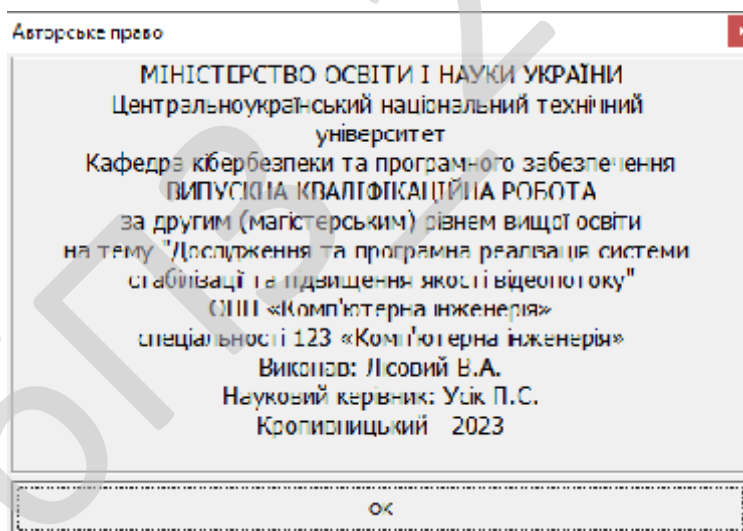 Авторське право
МІНІСТЕРСТВО ОСВІТИ І НАУКИ УКРАЇНИ
Центральноукраїнський національний технічний
університет
Кафедра кібербезпеки та програмного забезпечення
ВИПУСКНА КВАЛІФІКАЦІЙНА РОБОТА
за другим (магістерським) рівнем вищої освіти
на тему "Дослідження та програмна реалізація системи
стабілізації та підвищення якості відеопотоку"
ОПП «Комп'ютерна інженерія»
спеціальності 123 «Комп'ютерна інженерія»
Виконав: Лісовий В.А.
Науковий керівник: Усік П.С.
Кропивницький 2023
ОК